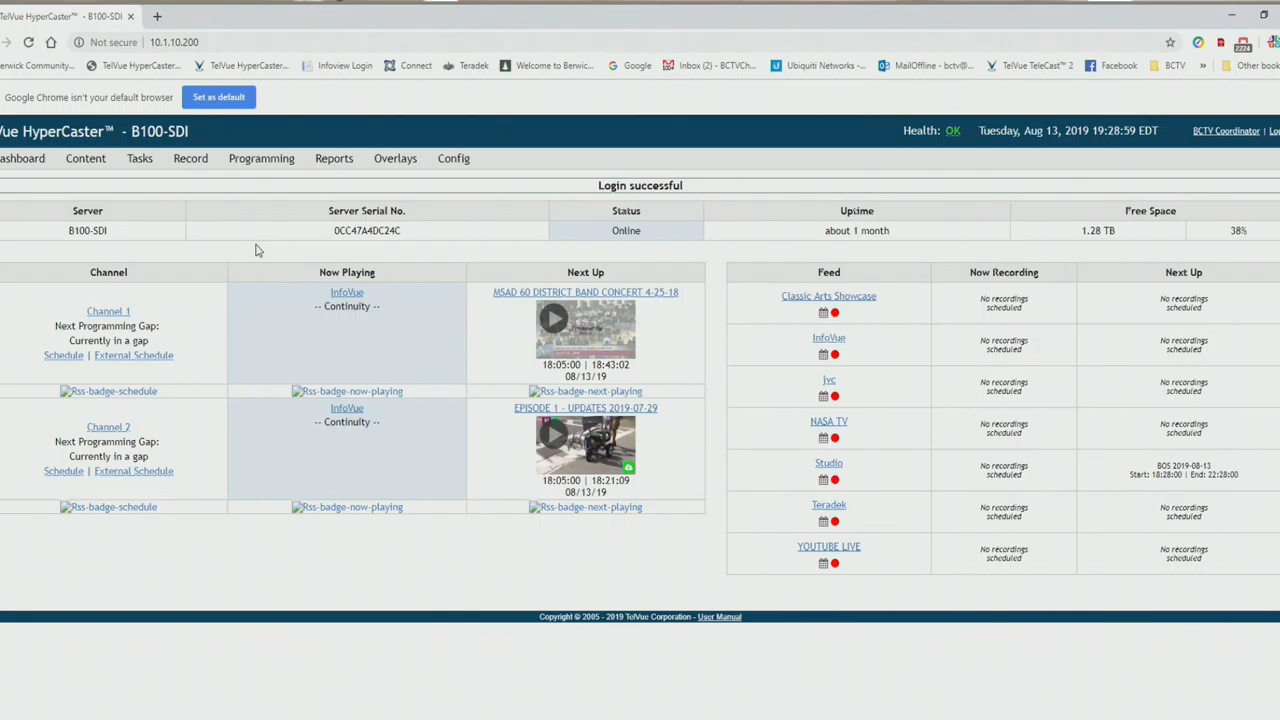 TelVue HyperCaster™ - B100-SDI
Not secure 10.1.10.200
2224
erwick Community... TelVue HyperCaster... TelVue HyperCaster... Infoview Login Connect Teradek Welcome to Berwic... Google Inbox (2) - BCTVCh... Ubiquiti Networks -... MailOffline - bctv@... TelVue TeleCast™ 2 Facebook BCTV » Other book
Google Chrome isn't your default browser Set as default
Vue HyperCaster™ - B100-SDI
Health: OK Tuesday, Aug 13, 2019 19:28:59 EDT BCTV Coordinator | Lo
ashboard Content Tasks Record Programming Reports Overlays Config
Login successful
Server Server Serial No. Status Uptime Free Space
B100-SDI 0CC47A4DC24C Online about 1 month 1.28 TB 38%
Channel Now Playing Next Up
Channel 1
Next Programming Gap:
Currently in a gap
Schedule | External Schedule
InfoVue
-- Continuity --
MSAD 60 DISTRICT BAND CONCERT 4-25-18
18:05:00 | 18:43:02
08/13/19
Rss-badge-schedule Rss-badge-now-playing Rss-badge-next-playing
Channel 2
Next Programming Gap:
Currently in a gap
Schedule | External Schedule
InfoVue
-- Continuity --
EPISODE 1 - UPDATES 2019-07-29
18:05:00 | 18:21:09
08/13/19
Rss-badge-schedule Rss-badge-now-playing Rss-badge-next-playing
Feed Now Recording Next Up
Classic Arts Showcase
No recordings
scheduled
No recordings
scheduled
InfoVue
No recordings
scheduled
No recordings
scheduled
jvc
No recordings
scheduled
No recordings
scheduled
NASA TV
No recordings
scheduled
No recordings
scheduled
Studio
No recordings
scheduled
BOS 2019-08-13
Start: 18:28:00 | End: 22:28:00
Teradek
No recordings
scheduled
No recordings
scheduled
YOUTUBE LIVE
No recordings
scheduled
No recordings
scheduled
Copyright © 2005 - 2019 TelVue Corporation - User Manual